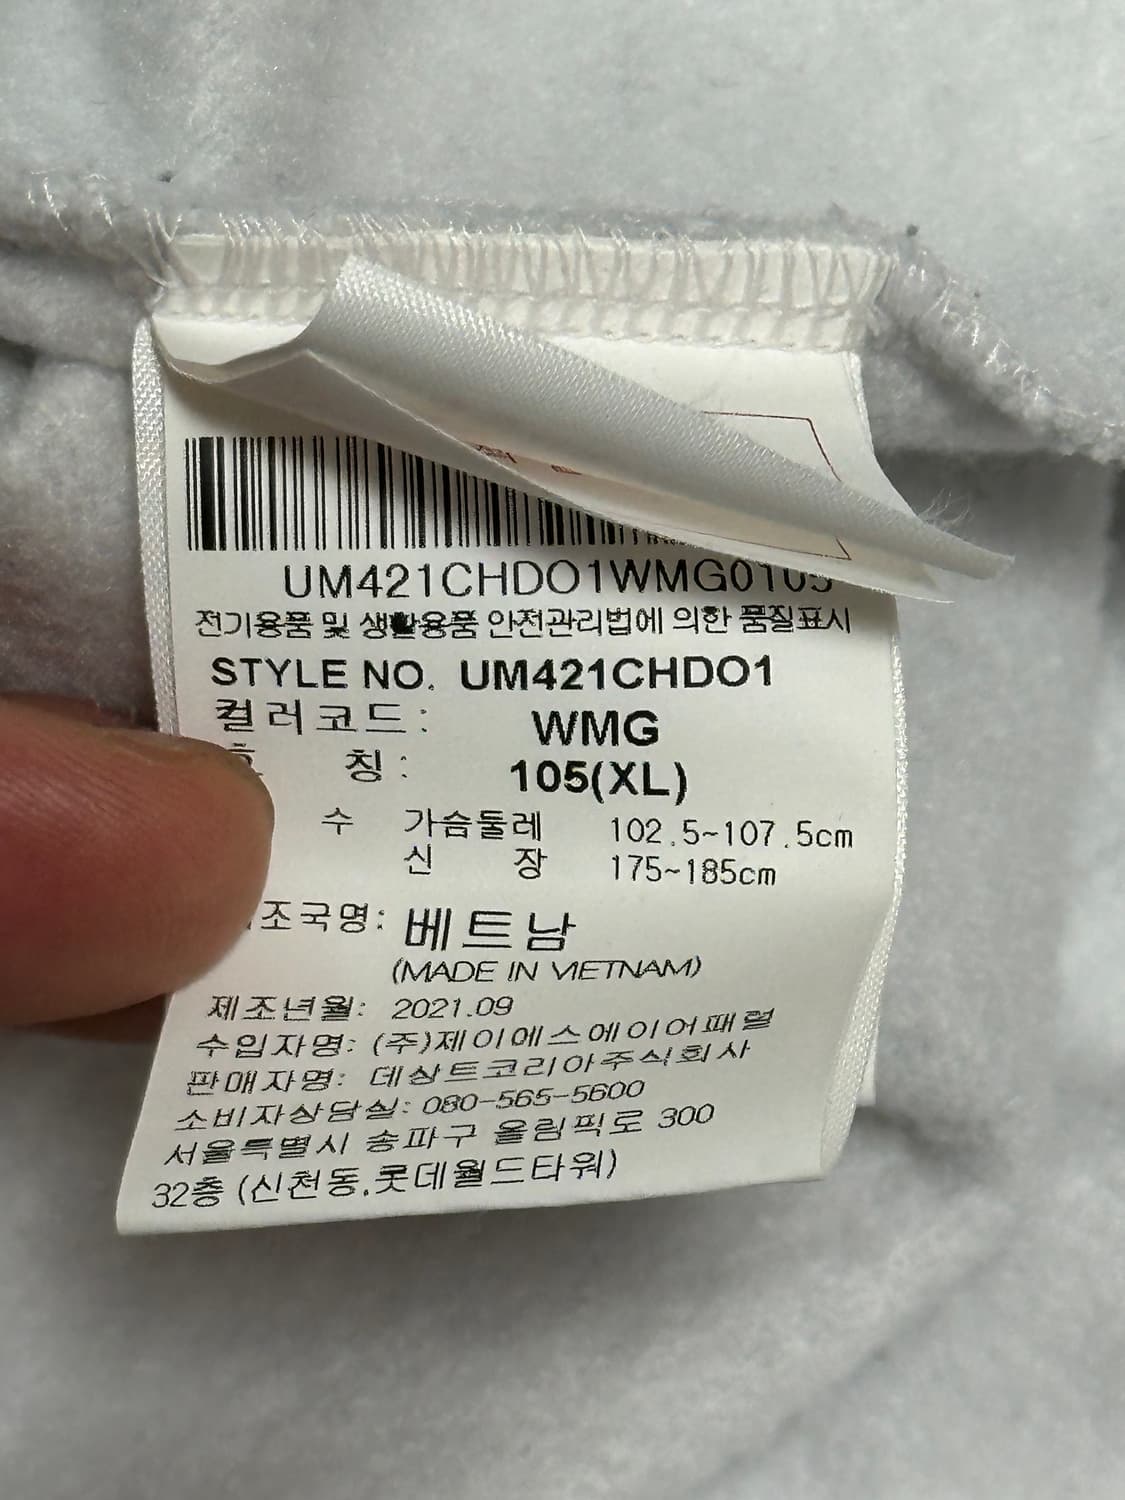 UM421CHDO1WMG0105
전기용품 및 생활용품 안전관리법에 의한 품질표시
STYLE NO. UM421CHDO1
컬러코드: WMG
호 칭: 105(XL)
수 가슴둘레 102.5~107.5cm
신 장 175~185cm
조국명: 베트남
(MADE IN VIETNAM)
제조년월: 2021.09
수입자명: (주)제이에스에이어패럴
판매자명: 데상트코리아주식회사
소비자상담실: 080-565-5600
서울특별시 송파구 올림픽로 300
32층 (신천동,롯데월드타워)